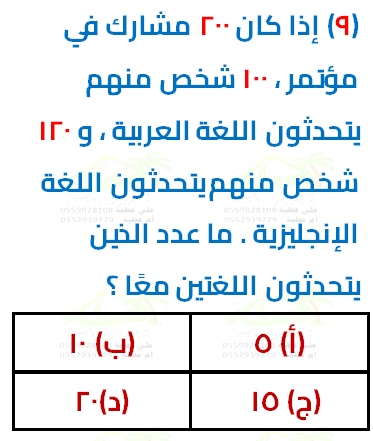 (٩) إذا كان ٢٠٠ مشارك في
مؤتمر ، ١٠٠ شخص منهم
يتحدثون اللغة العربية ، و ١٢٠
شخص منهم يتحدثون اللغة
الإنجليزية . ما عدد الذين
يتحدثون اللغتين معًا ؟
(أ) ٥
(ب) ١٠
(ج) ١٥
(د) ٢٠